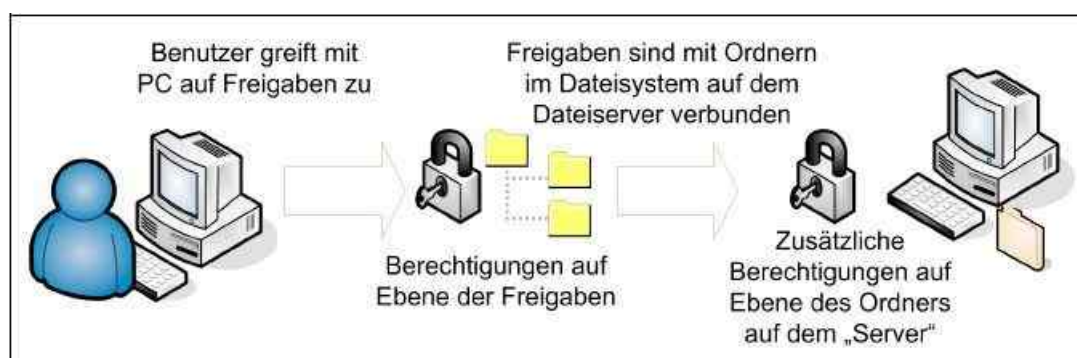 Benutzer greift mit
PC auf Freigaben zu
Freigaben sind mit Ordnern
im Dateisystem auf dem
Dateiserver verbunden
Berechtigungen auf
Ebene der Freigaben
Zusätzliche
Berechtigungen auf
Ebene des Ordners
auf dem „Server“